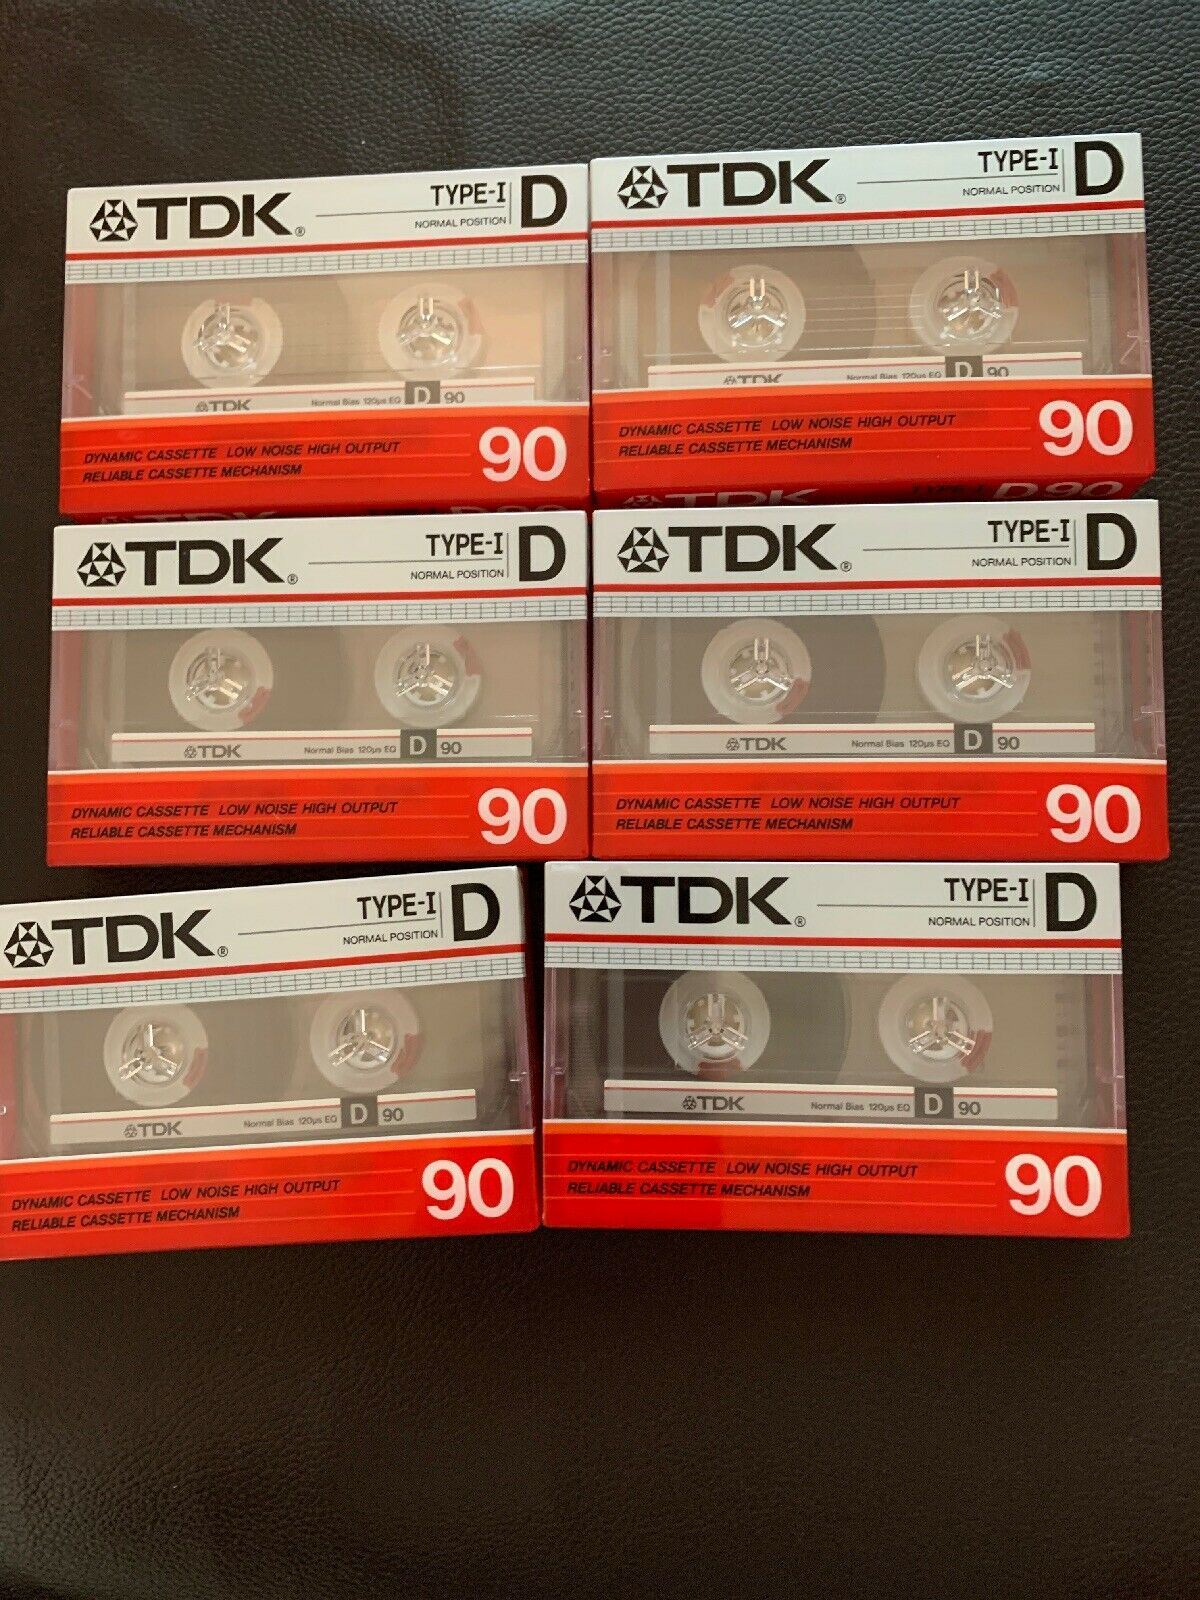 TDK® TYPE-I D
NORMAL POSITION
TDK Normal Bias 120µs EQ D 90
DYNAMIC CASSETTE LOW NOISE HIGH OUTPUT
RELIABLE CASSETTE MECHANISM 90
TDK® TYPE-I D
NORMAL POSITION
TDK Normal Bias 120µs EQ D 90
DYNAMIC CASSETTE LOW NOISE HIGH OUTPUT
RELIABLE CASSETTE MECHANISM 90
TDK TYPE-I D90
TDK® TYPE-I D
NORMAL POSITION
TDK Normal Bias 120µs EQ D 90
DYNAMIC CASSETTE LOW NOISE HIGH OUTPUT
RELIABLE CASSETTE MECHANISM 90
TDK® TYPE-I D
NORMAL POSITION
TDK Normal Bias 120µs EQ D 90
DYNAMIC CASSETTE LOW NOISE HIGH OUTPUT
RELIABLE CASSETTE MECHANISM 90
TDK® TYPE-I D
NORMAL POSITION
TDK Normal Bias 120µs EQ D 90
DYNAMIC CASSETTE LOW NOISE HIGH OUTPUT
RELIABLE CASSETTE MECHANISM 90
TDK® TYPE-I D
NORMAL POSITION
TDK Normal Bias 120µs EQ D 90
DYNAMIC CASSETTE LOW NOISE HIGH OUTPUT
RELIABLE CASSETTE MECHANISM 90